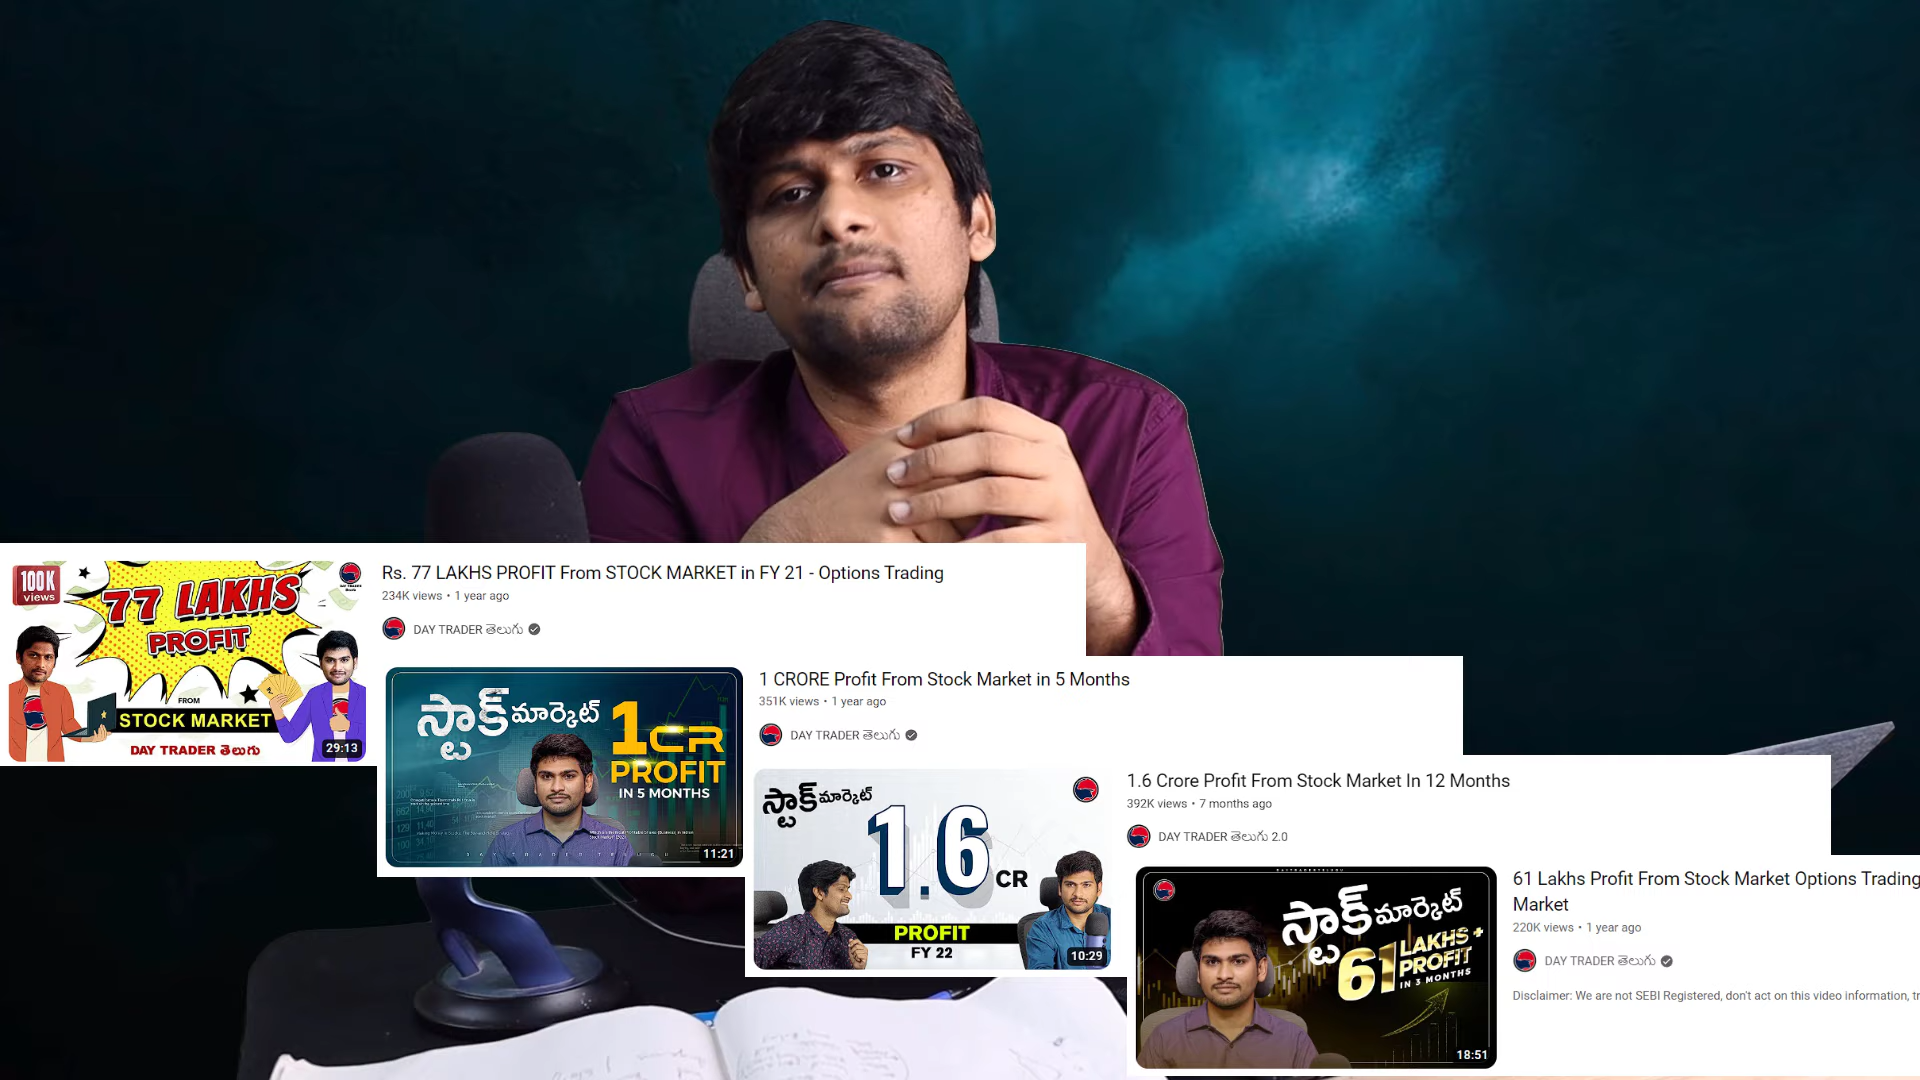 100K
views
77 LAKHS
PROFIT
FROM
STOCK MARKET
DAY TRADER తెలుగు
29:13
Rs. 77 LAKHS PROFIT From STOCK MARKET in FY 21 - Options Trading
234K views • 1 year ago
DAY TRADER తెలుగు
స్టాక్ మార్కెట్ 1CR
PROFIT
IN 5 MONTHS
11:21
1 CRORE Profit From Stock Market in 5 Months
351K views • 1 year ago
DAY TRADER తెలుగు
స్టాక్ మార్కెట్
1.6 CR
PROFIT
FY 22
10:29
1.6 Crore Profit From Stock Market In 12 Months
392K views • 7 months ago
DAY TRADER తెలుగు 2.0
స్టాక్ మార్కెట్
61 LAKHS +
PROFIT
IN 3 MONTHS
18:51
61 Lakhs Profit From Stock Market Options Trading
Market
220K views • 1 year ago
DAY TRADER తెలుగు
Disclaimer: We are not SEBI Registered, don't act on this video information,